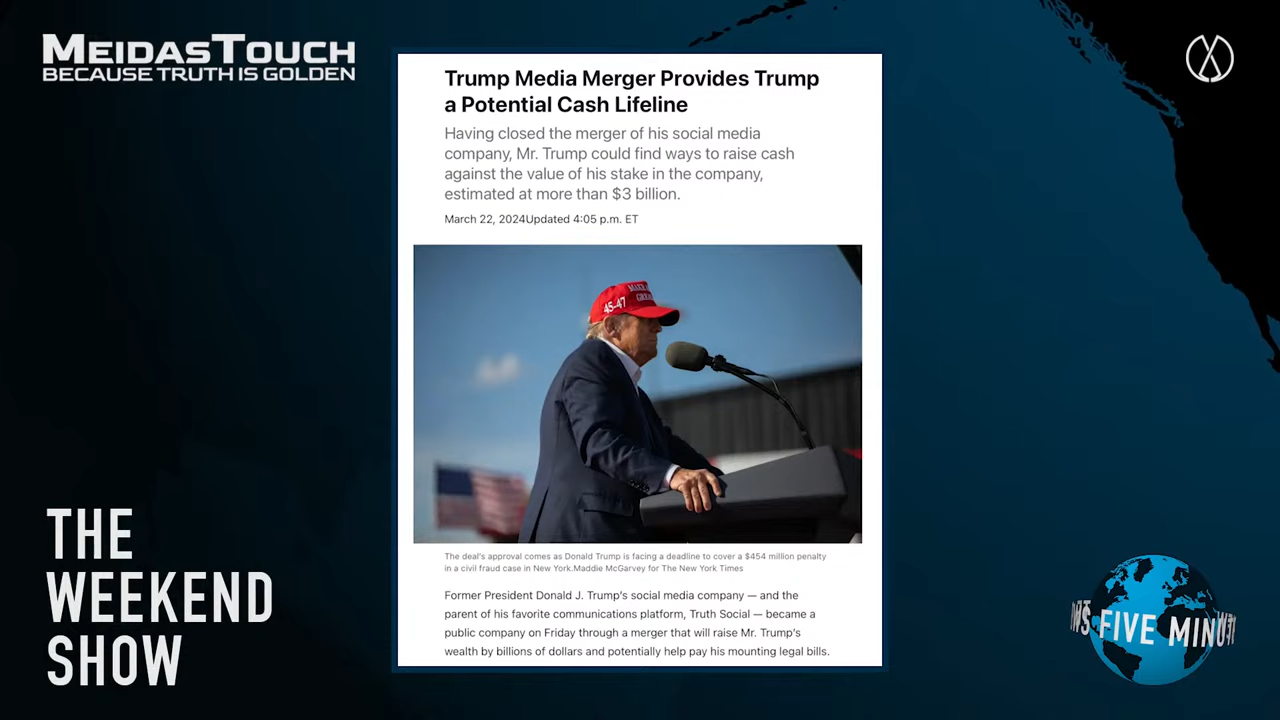 MEIDASTOUCH
BECAUSE TRUTH IS GOLDEN
Trump Media Merger Provides Trump
a Potential Cash Lifeline
Having closed the merger of his social media
company, Mr. Trump could find ways to raise cash
against the value of his stake in the company,
estimated at more than $3 billion.
March 22, 2024Updated 4:05 p.m. ET
45-47
The deal's approval comes as Donald Trump is facing a deadline to cover a $454 million penalty
in a civil fraud case in New York.Maddie McGarvey for The New York Times
Former President Donald J. Trump's social media company — and the
parent of his favorite communications platform, Truth Social — became a
public company on Friday through a merger that will raise Mr. Trump's
wealth by billions of dollars and potentially help pay his mounting legal bills.
THE
WEEKEND
SHOW
FIVE